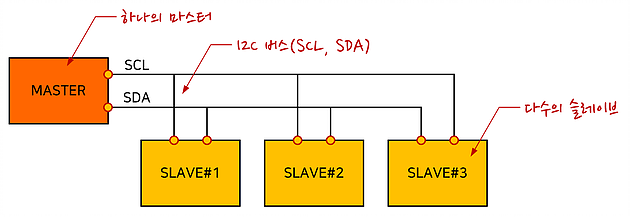 하나의 마스터
I2C 버스(SCL, SDA)
SCL
MASTER
SDA
다수의 슬레이브
SLAVE#1
SLAVE#2
SLAVE#3